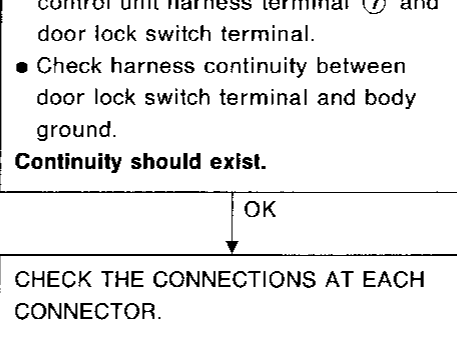 control unit harness terminal ⑦ and
door lock switch terminal.
● Check harness continuity between
door lock switch terminal and body
ground.
Continuity should exist.
OK
CHECK THE CONNECTIONS AT EACH
CONNECTOR.